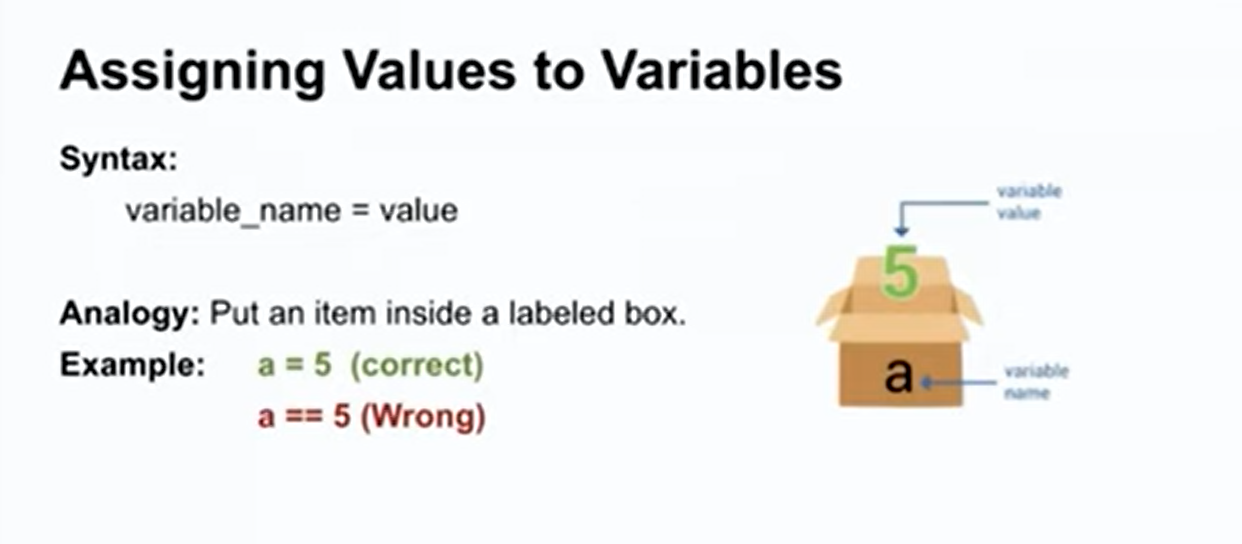 Assigning Values to Variables
Syntax:
variable_name = value
Analogy: Put an item inside a labeled box.
Example: a = 5 (correct)
a == 5 (Wrong)
variable
value
5
a
variable
name